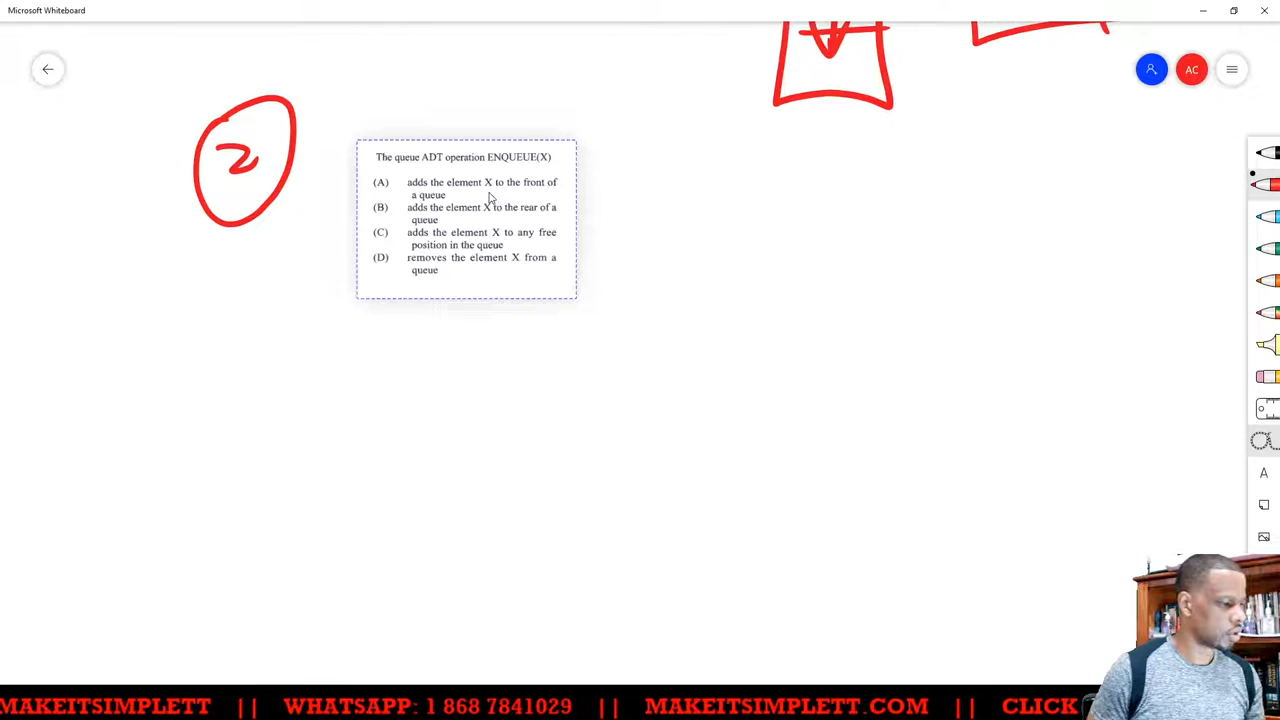 Microsoft Whiteboard
AC
2
The queue ADT operation ENQUEUE(X)
(A) adds the element X to the front of
a queue
(B) adds the element X to the rear of a
queue
(C) adds the element X to any free
position in the queue
(D) removes the element X from a
queue
A
MAKEITSIMPLETT || WHATSAPP: 1 868 7841029 || MAKEITSIMPLETT.COM || CLICK